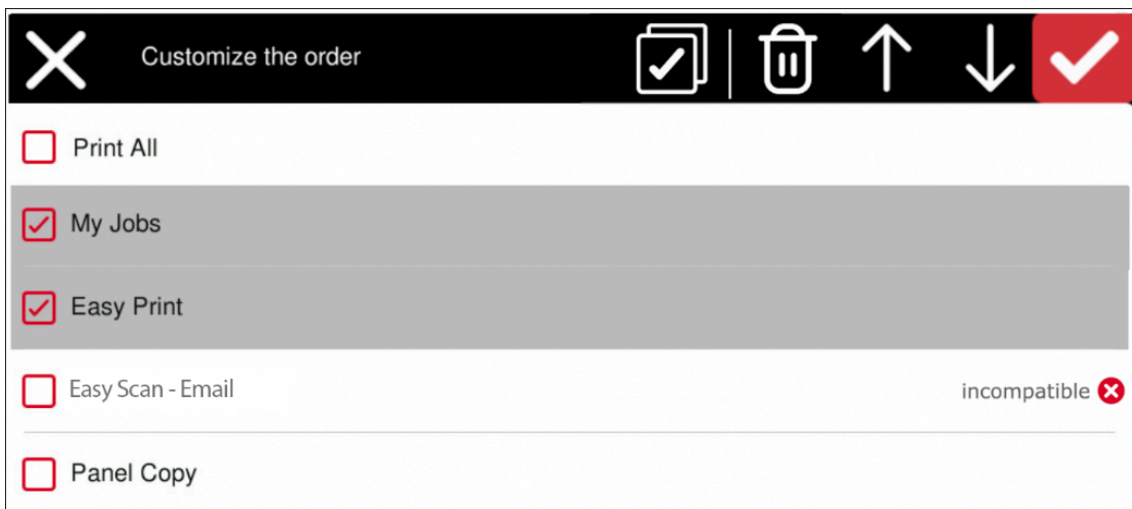 Customize the order
Print All
My Jobs
Easy Print
Easy Scan - Email incompatible
Panel Copy